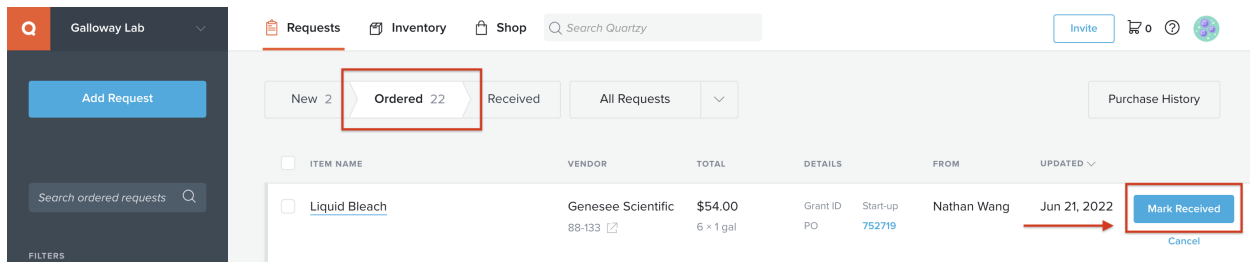 Q Galloway Lab Requests Inventory Shop Search Quartzy Invite 0 ?
Add Request New 2 Ordered 22 Received All Requests Purchase History
ITEM NAME VENDOR TOTAL DETAILS FROM UPDATED
Search ordered requests
Liquid Bleach Genesee Scientific $54.00 Grant ID Start-up Nathan Wang Jun 21, 2022 Mark Received
88-133 6 × 1 gal PO 752719
Cancel
FILTERS